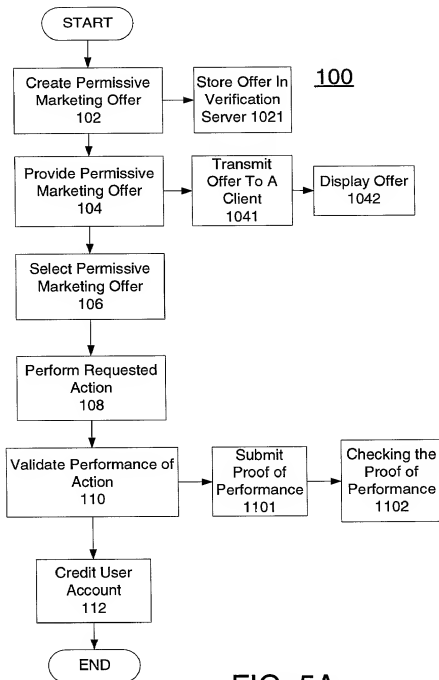 START
100
Create Permissive
Marketing Offer
102
Store Offer In
Verification
Server 1021
Provide Permissive
Marketing Offer
104
Transmit
Offer To A
Client
1041
Display Offer
1042
Select Permissive
Marketing Offer
106
Perform Requested
Action
108
Validate Performance of
Action
110
Submit
Proof of
Performance
1101
Checking the
Proof of
Performance
1102
Credit User
Account
112
END
FIG. 5A